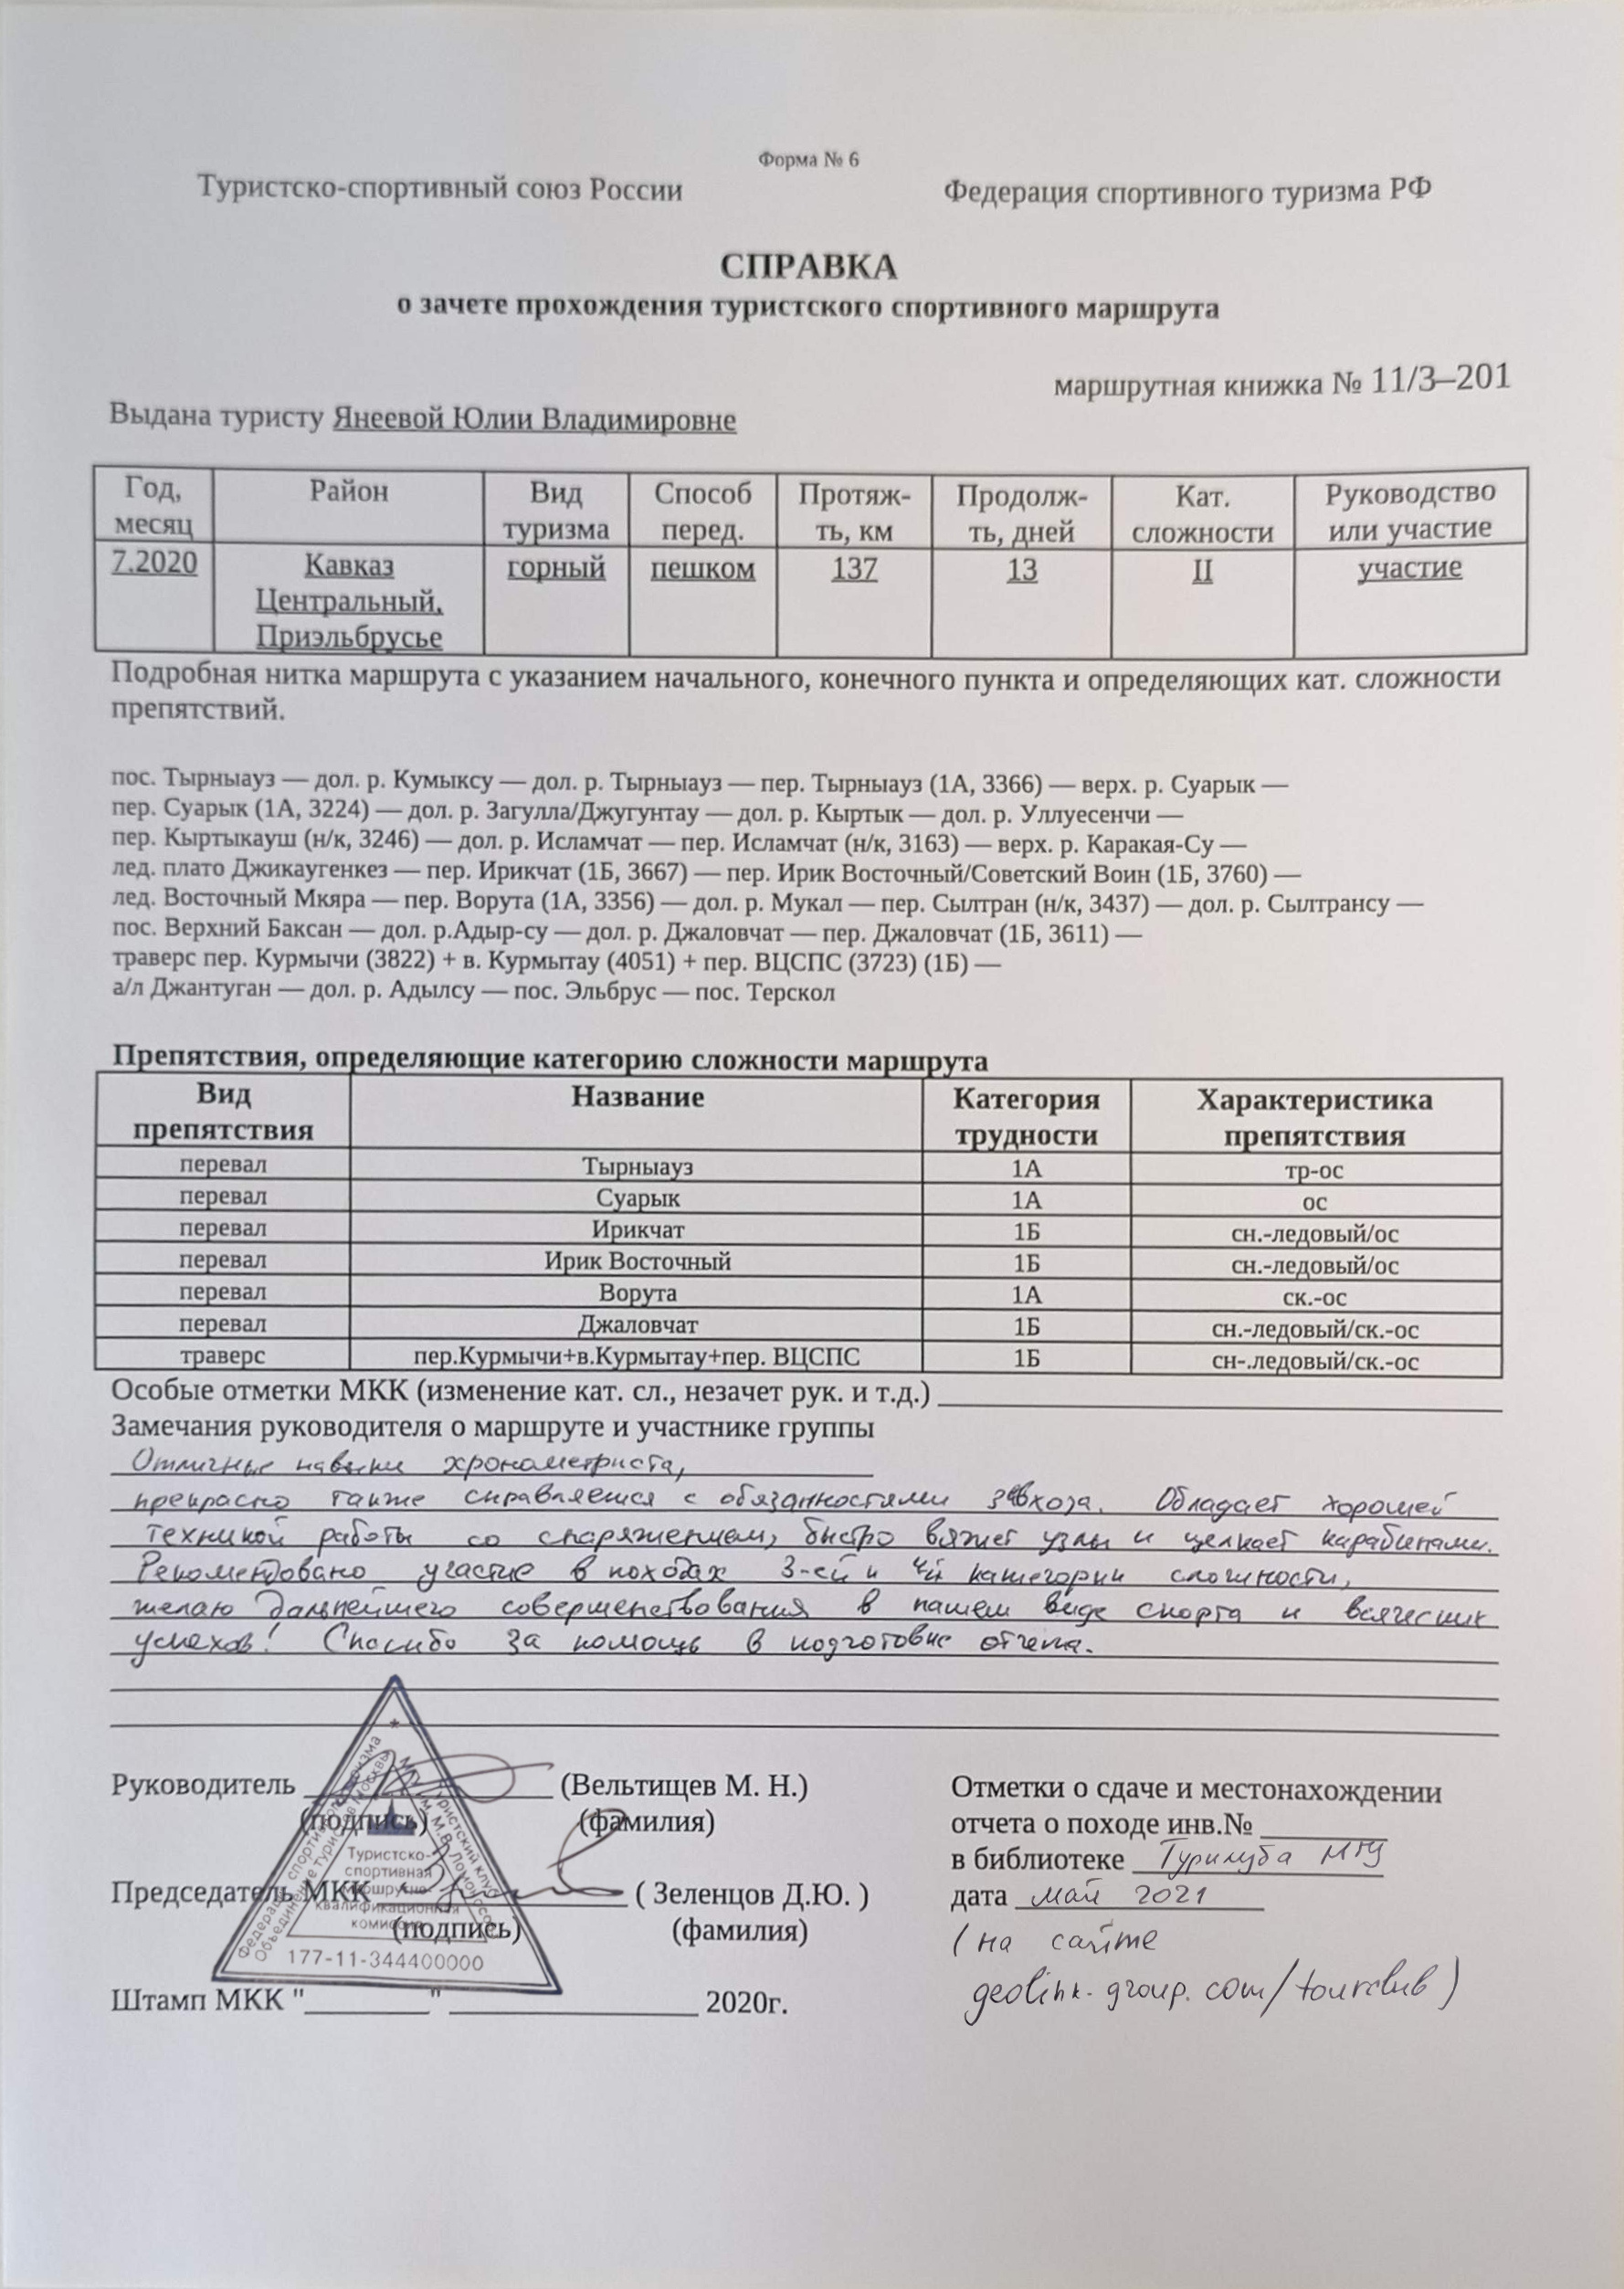 Форма № 6
Туристско-спортивный союз России Федерация спортивного туризма РФ
СПРАВКА
о зачете прохождения туристского спортивного маршрута
маршрутная книжка № 11/3–201
Выдана туристу Янеевой Юлии Владимировне
Год, месяц Район Вид туризма Способ перед. Протяж-ть, км Продолж-ть, дней Кат. сложности Руководство или участие
7.2020 Кавказ Центральный, Приэльбрусье горный пешком 137 13 II участие
Подробная нитка маршрута с указанием начального, конечного пункта и определяющих кат. сложности
препятствий.
пос. Тырныауз — дол. р. Кумыксу — дол. р. Тырныауз — пер. Тырныауз (1А, 3366) — верх. р. Суарык —
пер. Суарык (1А, 3224) — дол. р. Загулла/Джугунтау — дол. р. Кыртык — дол. р. Уллуесенчи —
пер. Кыртыкауш (н/к, 3246) — дол. р. Исламчат — пер. Исламчат (н/к, 3163) — верх. р. Каракая-Су —
лед. плато Джикаугенкез — пер. Ирикчат (1Б, 3667) — пер. Ирик Восточный/Советский Воин (1Б, 3760) —
лед. Восточный Мкяра — пер. Ворута (1А, 3356) — дол. р. Мукал — пер. Сылтран (н/к, 3437) — дол. р. Сылтрансу —
пос. Верхний Баксан — дол. р.Адыр-су — дол. р. Джаловчат — пер. Джаловчат (1Б, 3611) —
траверс пер. Курмычи (3822) + в. Курмытау (4051) + пер. ВЦСПС (3723) (1Б) —
а/л Джантуган — дол. р. Адылсу — пос. Эльбрус — пос. Терскол
Препятствия, определяющие категорию сложности маршрута
Вид препятствия Название Категория трудности Характеристика препятствия
перевал Тырныауз 1А тр-ос
перевал Суарык 1А ос
перевал Ирикчат 1Б сн.-ледовый/ос
перевал Ирик Восточный 1Б сн.-ледовый/ос
перевал Ворута 1А ск.-ос
перевал Джаловчат 1Б сн.-ледовый/ск.-ос
траверс пер.Курмычи+в.Курмытау+пер. ВЦСПС 1Б сн-.ледовый/ск.-ос
Особые отметки МКК (изменение кат. сл., незачет рук. и т.д.)
Замечания руководителя о маршруте и участнике группы
Отличные навыки хронометриста,
прекрасно также справляется с обязанностями завхоза. Обладает хорошей
техникой работы со снаряжением, быстро вяжет узлы и щелкает карабинами.
Рекомендовано участие в походах 3-ей и 4й категории сложности,
желаю дальнейшего совершенствования в нашем виде спорта и всяческих
успехов! Спасибо за помощь в подготовке отчета.
Руководитель (Вельтищев М. Н.)
(подпись) (фамилия)
Председатель МКК ( Зеленцов Д.Ю. )
(подпись) (фамилия)
Штамп МКК "________" ________________ 2020г.
Отметки о сдаче и местонахождении
отчета о походе инв.№
в библиотеке Турклуба МГУ
дата май 2021
(на сайте
geolink-group.com/tourclub)
Федерация спортивного туризма
Объединение туристов Москвы
Туристский клуб
МГУ им. М.В. Ломоносова
Туристско-
спортивная
маршрутно-
квалификационная
комиссия
177-11-344400000